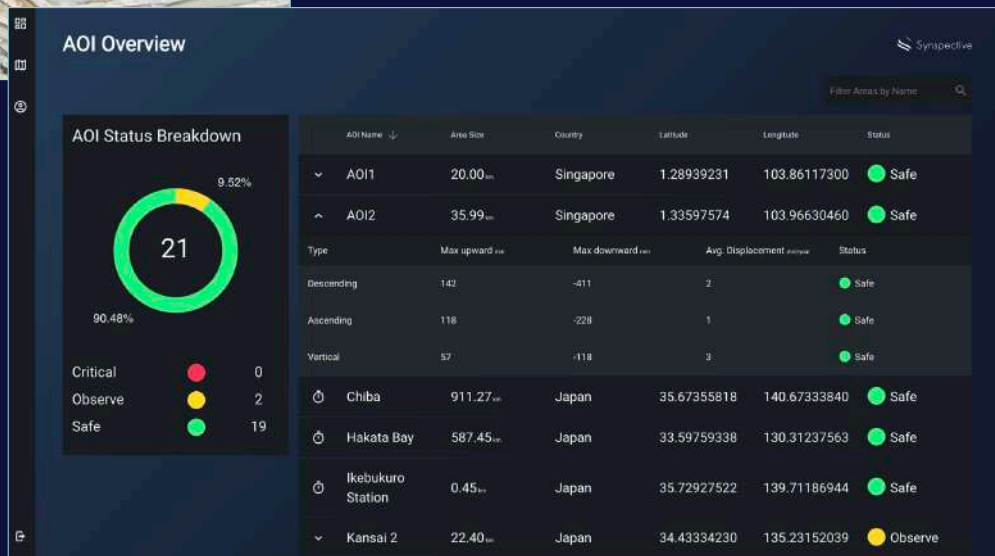 AOI Overview
Synspective
Filter Areas by Name
AOI Status Breakdown
9.52%
21
90.48%
Critical 0
Observe 2
Safe 19
AOI Name Area Size Country Latitude Longitude Status
AOI1 20.00 Singapore 1.28939231 103.86117300 Safe
AOI2 35.99 Singapore 1.33597574 103.96630460 Safe
Type Max upward Max downward Avg. Displacement Status
Descending 142 -411 2 Safe
Ascending 118 -228 1 Safe
Vertical 57 -118 3 Safe
Chiba 911.27 Japan 35.67355818 140.67333840 Safe
Hakata Bay 587.45 Japan 33.59759338 130.31237563 Safe
Ikebukuro
Station 0.45 Japan 35.72927522 139.71186944 Safe
Kansai 2 22.40 Japan 34.43334230 135.23152039 Observe